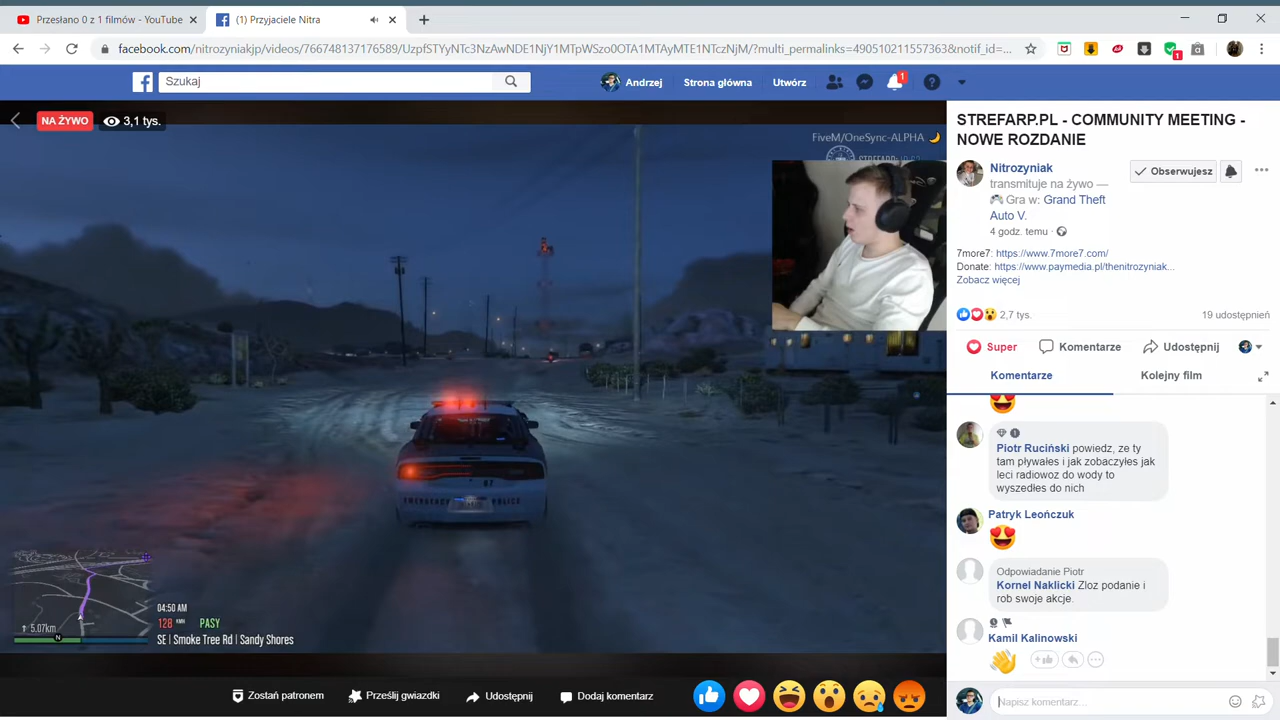 Przesłano 0 z 1 filmów - YouTube
(1) Przyjaciele Nitra
facebook.com/nitrozyniakjp/videos/766748137176589/UzpfSTYyNTc3NzAwNDE1NjY1MTpWSzo0OTA1MTAyMTE1NTczNjM/?multi_permalinks=490510211557363&notif_id=...
Szukaj
Andrzej
Strona główna
Utwórz
1
NA ŻYWO
3,1 tys.
FiveM/OneSync-ALPHA
04:50 AM
128 PASY
5.07km
N
SE | Smoke Tree Rd | Sandy Shores
EMERGENCY POLICE
Zostań patronem
Prześlij gwiazdki
Udostępnij
Dodaj komentarz
STREFARP.PL - COMMUNITY MEETING -
NOWE ROZDANIE
Nitrozyniak
Obserwujesz
transmituje na żywo —
Gra w: Grand Theft
Auto V.
4 godz. temu ·
7more7: https://www.7more7.com/
Donate: https://www.paymedia.pl/thenitrozyniak...
Zobacz więcej
2,7 tys.
19 udostępnień
Super
Komentarze
Udostępnij
Komentarze
Kolejny film
Piotr Ruciński powiedz, ze ty
tam pływałes i jak zobaczyłes jak
leci radiowoz do wody to
wyszedłes do nich
Patryk Leończuk
Odpowiadanie Piotr
Kornel Naklicki Zloz podanie i
rob swoje akcje.
Kamil Kalinowski
Napisz komentarz...